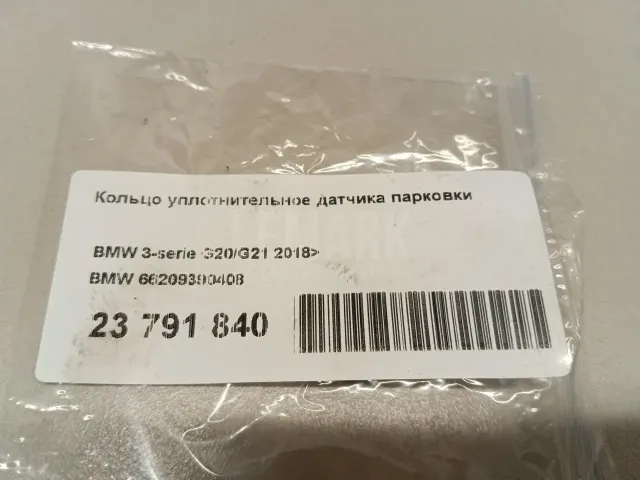 Кольцо уплотнительное датчика парковки
BMW 3-serie G20/G21 2018>
BMW 66209390408
23 791 840